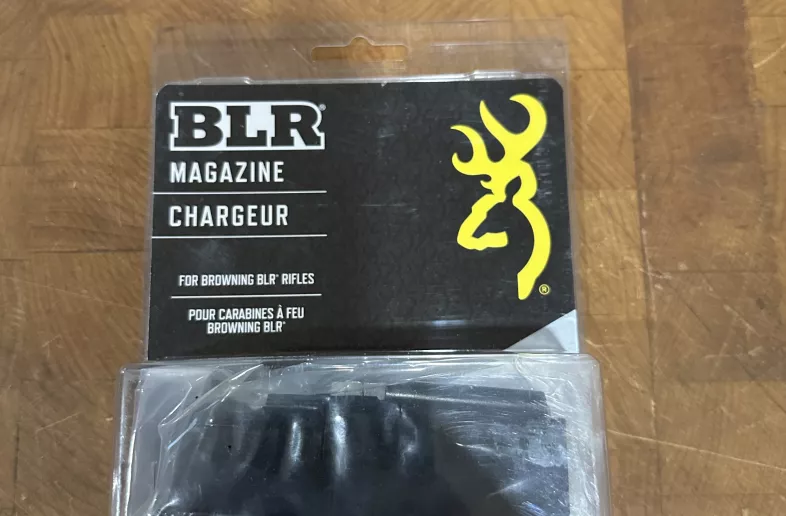 BLR®
MAGAZINE
CHARGEUR
FOR BROWNING BLR® RIFLES
POUR CARABINES À FEU
BROWNING BLR®
®